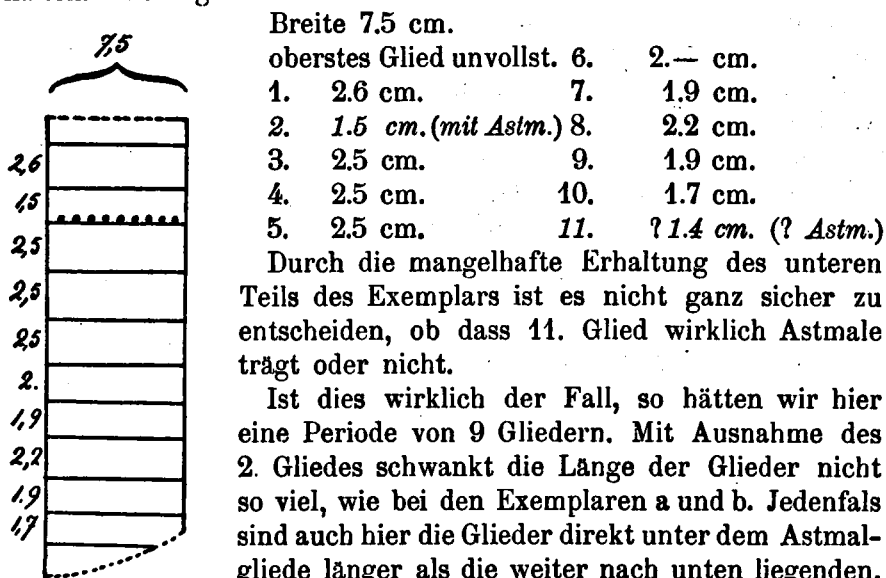 Breite 7.5 cm.
7,5
oberstes Glied unvollst. 6. 2.— cm.
1. 2.6 cm. 7. 1.9 cm.
2. 1.5 cm. (mit Astm.) 8. 2.2 cm.
3. 2.5 cm. 9. 1.9 cm.
4. 2.5 cm. 10. 1.7 cm.
5. 2.5 cm. 11. ? 1.4 cm. (? Astm.)
2,6
1,5
2,5
2,5
2,5
2.
1,9
2,2
1.9
1,7
Durch die mangelhafte Erhaltung des unteren
Teils des Exemplars ist es nicht ganz sicher zu
entscheiden, ob dass 11. Glied wirklich Astmale
trägt oder nicht.
Ist dies wirklich der Fall, so hätten wir hier
eine Periode von 9 Gliedern. Mit Ausnahme des
2. Gliedes schwankt die Länge der Glieder nicht
so viel, wie bei den Exemplaren a und b. Jedenfals
sind auch hier die Glieder direkt unter dem Astmal-
gliede länger als die weiter nach unten liegenden.